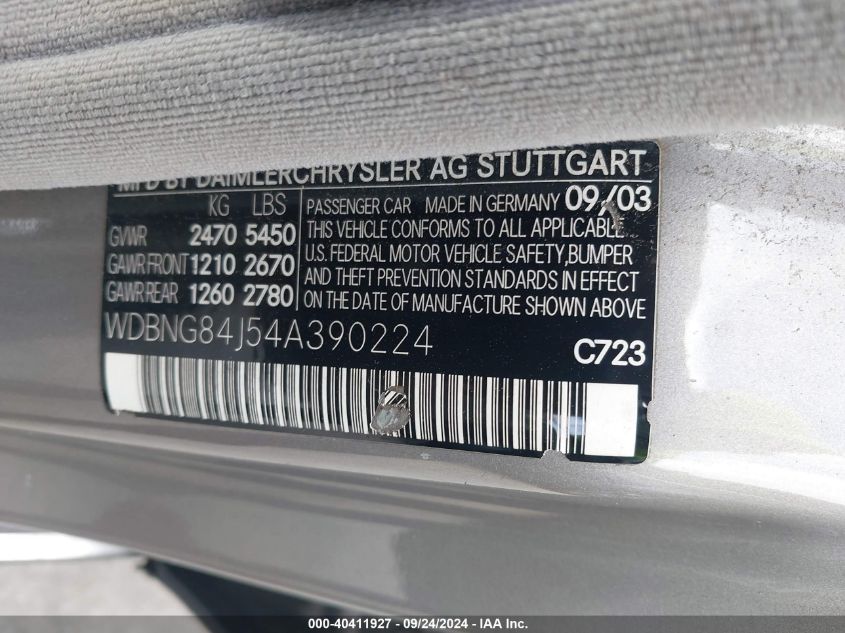 MFD BY DAIMLERCHRYSLER AG STUTTGART
KG LBS
GVWR 2470 5450
GAWR FRONT 1210 2670
GAWR REAR 1260 2780
PASSENGER CAR MADE IN GERMANY 09/03
THIS VEHICLE CONFORMS TO ALL APPLICABLE
U.S. FEDERAL MOTOR VEHICLE SAFETY,BUMPER
AND THEFT PREVENTION STANDARDS IN EFFECT
ON THE DATE OF MANUFACTURE SHOWN ABOVE
WDBNG84J54A390224
C723
000-40411927 - 09/24/2024 - IAA Inc.